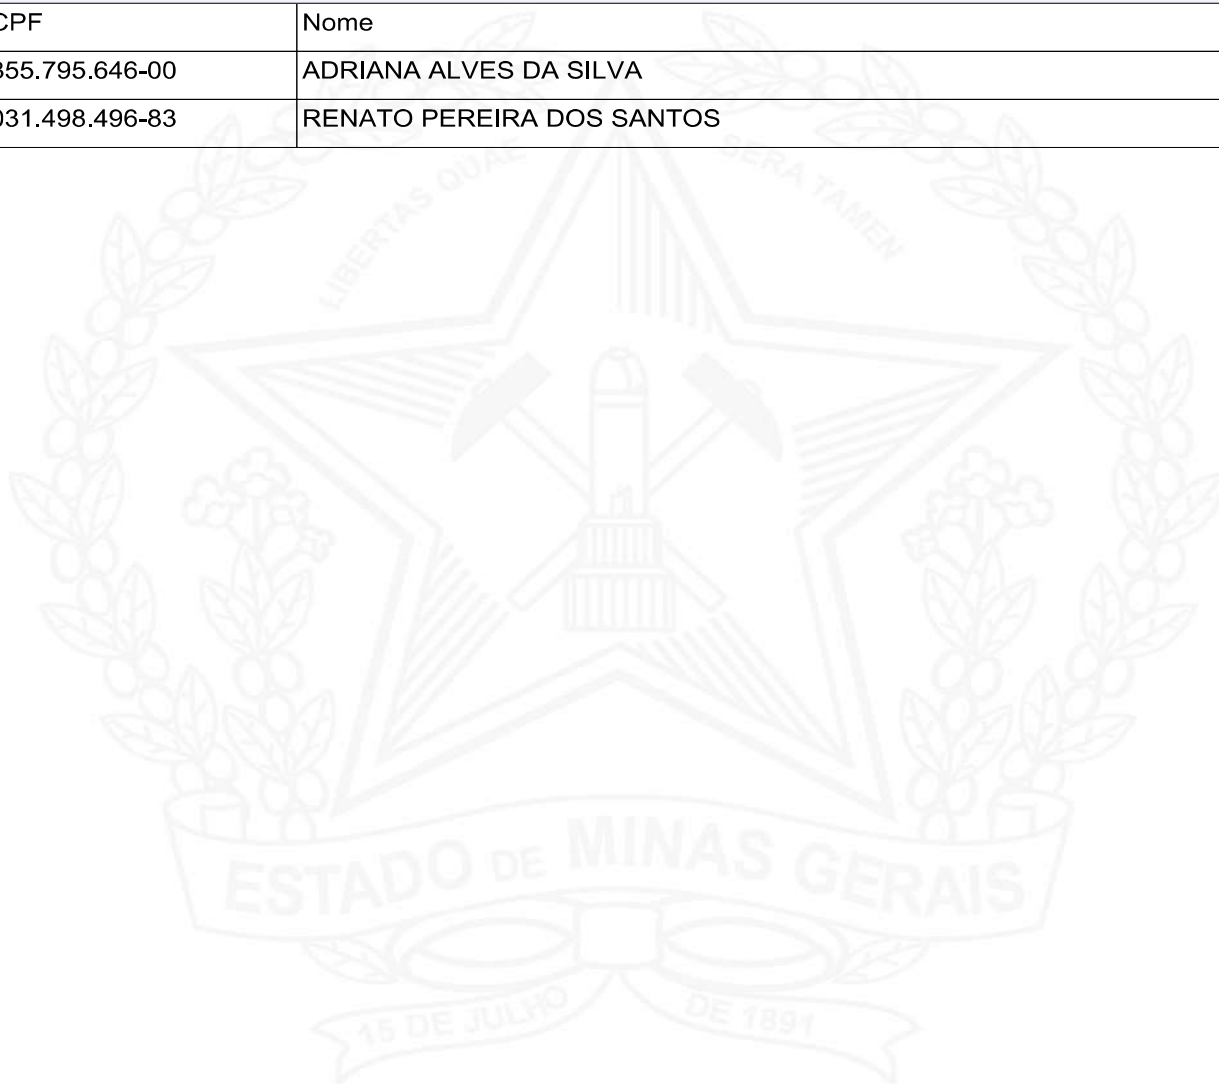 CPF Nome
855.795.646-00 ADRIANA ALVES DA SILVA
031.498.496-83 RENATO PEREIRA DOS SANTOS
LIBERTAS QUAE SERA TAMEN
ESTADO DE MINAS GERAIS
15 DE JULHO DE 1891